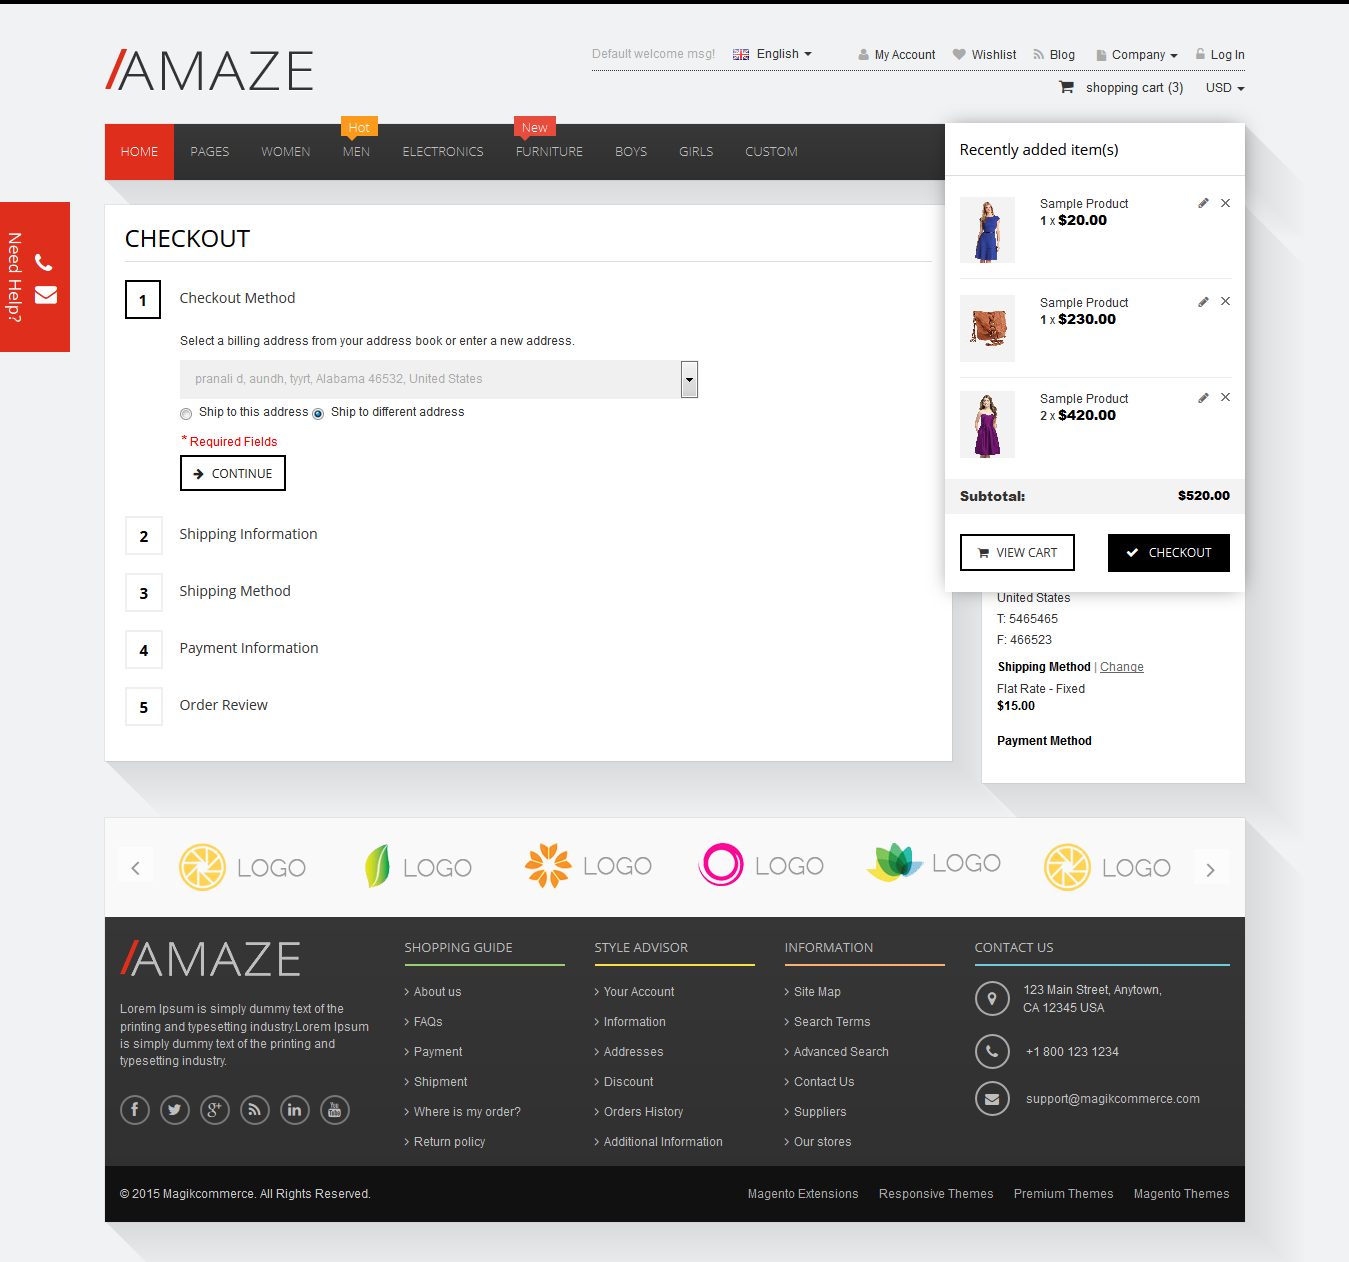 /AMAZE
Default welcome msg! English My Account Wishlist Blog Company Log In
shopping cart (3) USD
Hot New
HOME PAGES WOMEN MEN ELECTRONICS FURNITURE BOYS GIRLS CUSTOM
Need Help?
CHECKOUT
1 Checkout Method
Select a billing address from your address book or enter a new address.
pranali d, aundh, tyyrt, Alabama 46532, United States
Ship to this address Ship to different address
* Required Fields
CONTINUE
2 Shipping Information
3 Shipping Method
4 Payment Information
5 Order Review
Recently added item(s)
Sample Product
1 x $20.00
Sample Product
1 x $230.00
Sample Product
2 x $420.00
Subtotal: $520.00
VIEW CART CHECKOUT
United States
T: 5465465
F: 466523
Shipping Method | Change
Flat Rate - Fixed
$15.00
Payment Method
LOGO LOGO LOGO LOGO LOGO LOGO
/AMAZE
Lorem Ipsum is simply dummy text of the
printing and typesetting industry.Lorem Ipsum
is simply dummy text of the printing and
typesetting industry.
f g+ in You Tube
SHOPPING GUIDE
About us
FAQs
Payment
Shipment
Where is my order?
Return policy
STYLE ADVISOR
Your Account
Information
Addresses
Discount
Orders History
Additional Information
INFORMATION
Site Map
Search Terms
Advanced Search
Contact Us
Suppliers
Our stores
CONTACT US
123 Main Street, Anytown,
CA 12345 USA
+1 800 123 1234
support@magikcommerce.com
© 2015 Magikcommerce. All Rights Reserved.
Magento Extensions Responsive Themes Premium Themes Magento Themes